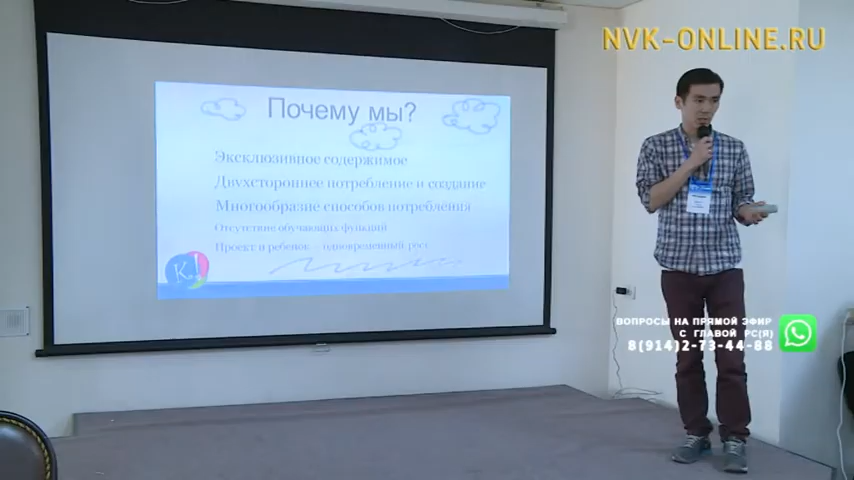 NVK-ONLINE.RU
Почему мы?
Эксклюзивное содержимое
Двухстороннее потребление и создание
Многообразие способов потребления
Отсутствие обучающих функций
Проект и ребенок – одновременный рост
К!
ВОПРОСЫ НА ПРЯМОЙ ЭФИР
С ГЛАВОЙ РС(Я)
8(914)2-73-44-88